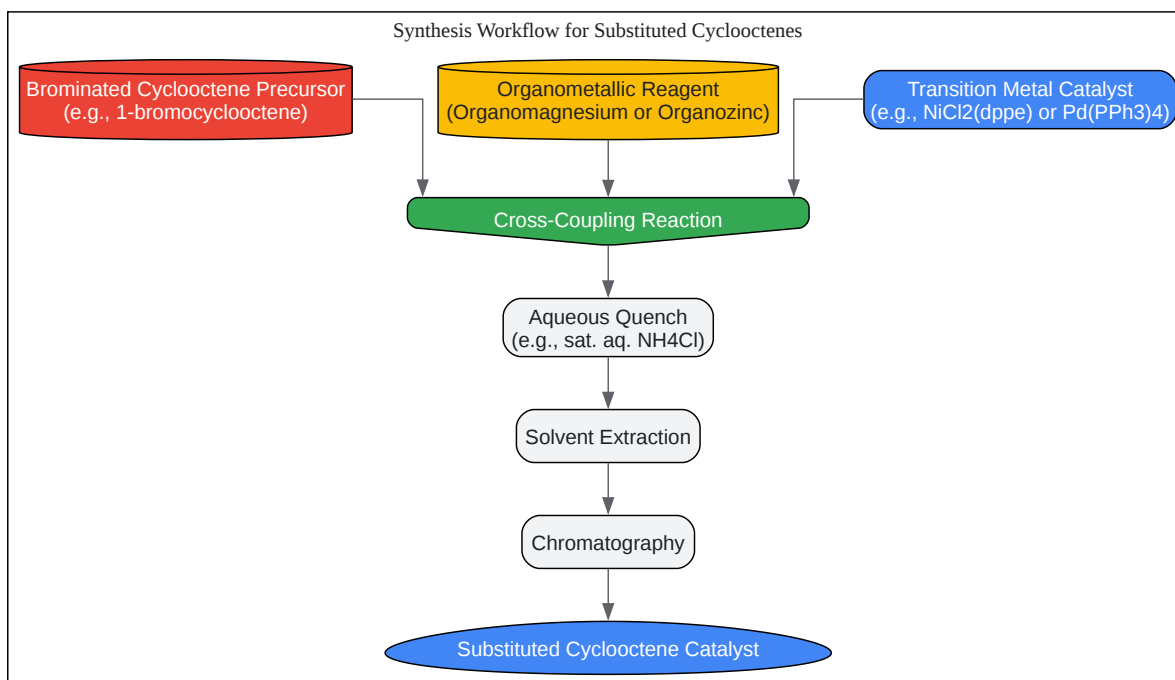 Synthesis Workflow for Substituted Cyclooctenes
Brominated Cyclooctene Precursor
(e.g., 1-bromocyclooctene)
Organometallic Reagent
(Organomagnesium or Organozinc)
Transition Metal Catalyst
(e.g., NiCl2(dppe) or Pd(PPh3)4)
Cross-Coupling Reaction
Aqueous Quench
(e.g., sat. aq. NH4Cl)
Solvent Extraction
Chromatography
Substituted Cyclooctene Catalyst